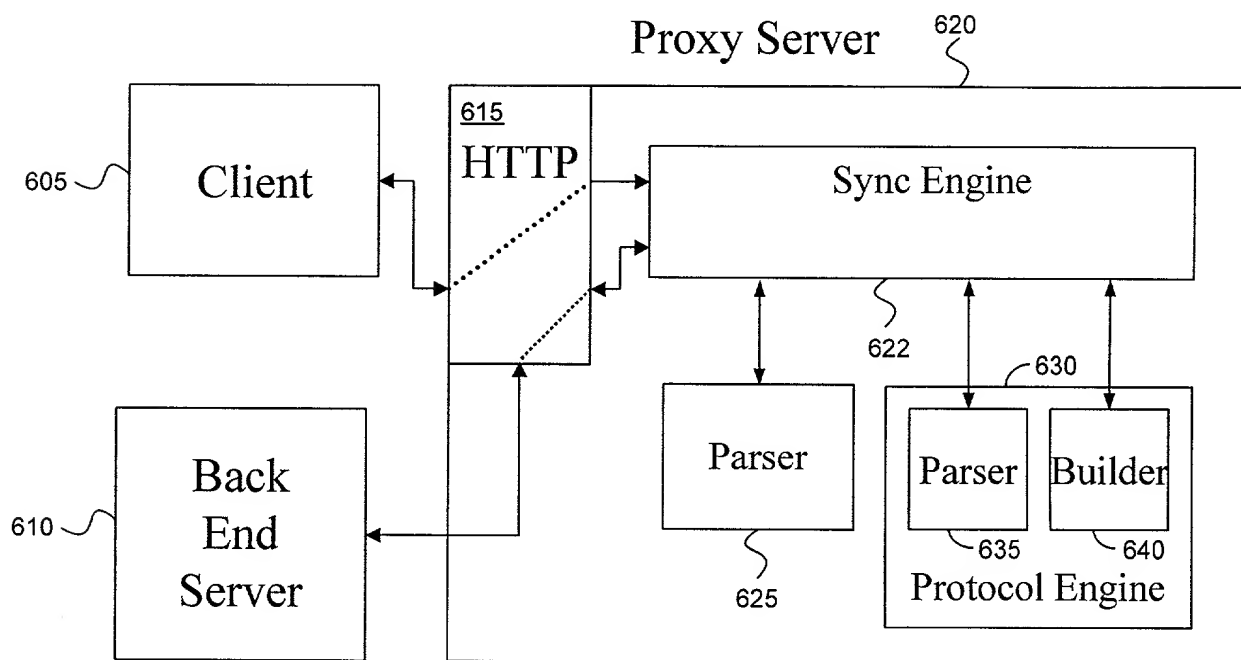 Proxy Server
620
605
Client
615
HTTP
Sync Engine
622
630
610
Back
End
Server
Parser
625
Parser
635
Builder
640
Protocol Engine